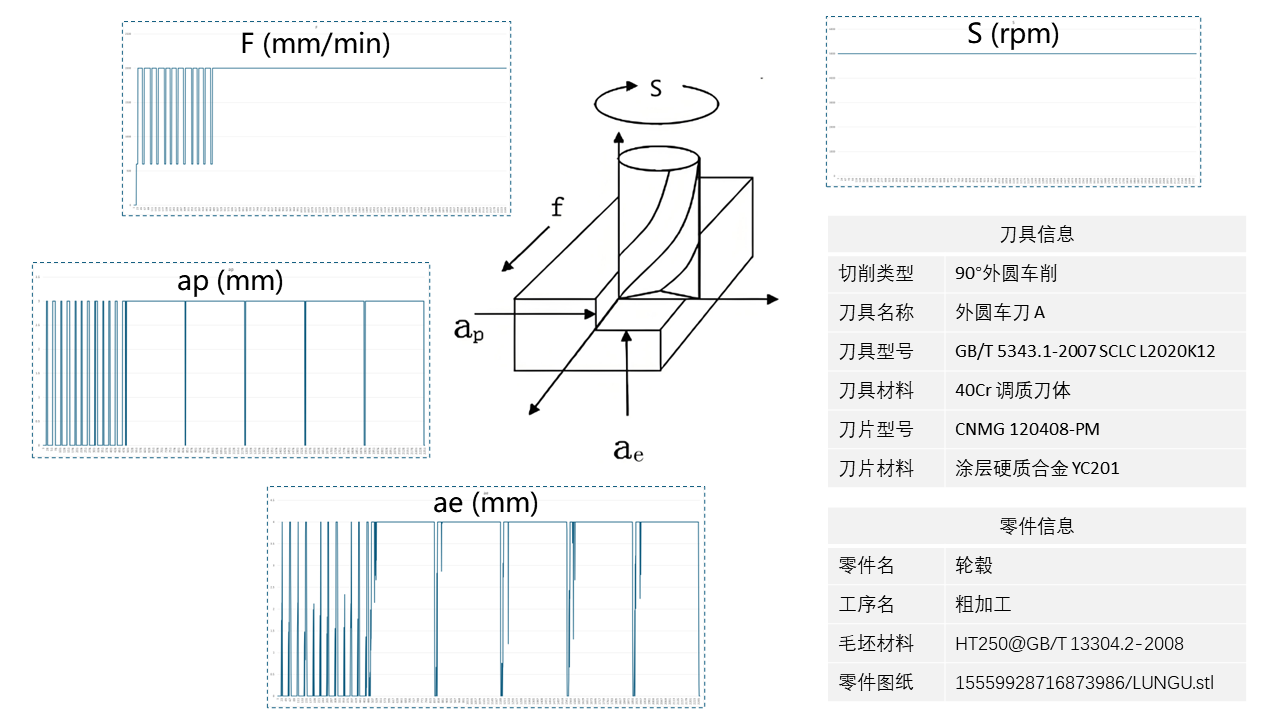 F (mm/min)
S (rpm)
S
f
ap (mm)
aₚ
aₑ
ae (mm)
刀具信息
切削类型 90°外圆车削
刀具名称 外圆车刀 A
刀具型号 GB/T 5343.1-2007 SCLC L2020K12
刀具材料 40Cr 调质刀体
刀片型号 CNMG 120408-PM
刀片材料 涂层硬质合金 YC201
零件信息
零件名 轮毂
工序名 粗加工
毛坯材料 HT250@GB/T 13304.2-2008
零件图纸 15559928716873986/LUNGU.stl